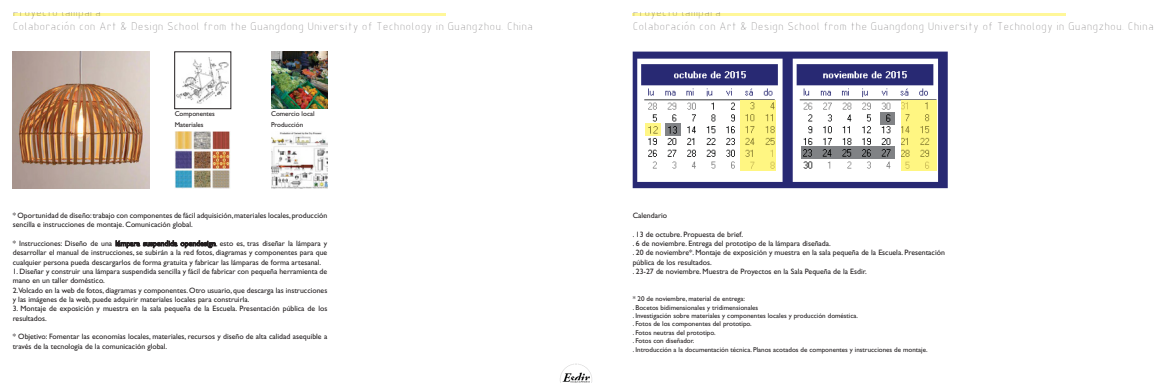 Proyecto lámpara
Colaboración con Art & Design School from the Guangdong University of Technology in Guangzhou. China
Componentes
Materiales
Comercio local
Producción
* Oportunidad de diseño: trabajo con componentes de fácil adquisición, materiales locales, producción
sencilla e instrucciones de montaje. Comunicación global.
* Instrucciones: Diseño de una lámpara suspendida opendesign, esto es, tras diseñar la lámpara y
desarrollar el manual de instrucciones, se subirán a la red fotos, diagramas y componentes para que
cualquier persona pueda descargarlos de forma gratuita y fabricar las lámparas de forma artesanal.
1. Diseñar y construir una lámpara suspendida sencilla y fácil de fabricar con pequeña herramienta de
mano en un taller doméstico.
2. Volcado en la web de fotos, diagramas y componentes. Otro usuario, que descarga las instrucciones
y las imágenes de la web, puede adquirir materiales locales para construirla.
3. Montaje de exposición y muestra en la sala pequeña de la Escuela. Presentación pública de los
resultados.
* Objetivo: Fomentar las economías locales, materiales, recursos y diseño de alta calidad asequible a
través de la tecnología de la comunicación global.
Esdir
Proyecto lámpara
Colaboración con Art & Design School from the Guangdong University of Technology in Guangzhou. China
octubre de 2015
lu ma mi ju vi sá do
28 29 30 1 2 3 4
5 6 7 8 9 10 11
12 13 14 15 16 17 18
19 20 21 22 23 24 25
26 27 28 29 30 31 1
2 3 4 5 6 7 8
noviembre de 2015
lu ma mi ju vi sá do
26 27 28 29 30 31 1
2 3 4 5 6 7 8
9 10 11 12 13 14 15
16 17 18 19 20 21 22
23 24 25 26 27 28 29
30 1 2 3 4 5 6
Calendario
. 13 de octubre. Propuesta de brief.
. 6 de noviembre. Entrega del prototipo de la lámpara diseñada.
. 20 de noviembre*. Montaje de exposición y muestra en la sala pequeña de la Escuela. Presentación
pública de los resultados.
. 23-27 de noviembre. Muestra de Proyectos en la Sala Pequeña de la Esdir.
* 20 de noviembre, material de entrega:
. Bocetos bidimensionales y tridimensionales
. Investigación sobre materiales y componentes locales y producción doméstica.
. Fotos de los componentes del prototipo.
. Fotos neutras del prototipo.
. Fotos con diseñador.
. Introducción a la documentación técnica. Planos acotados de componentes y instrucciones de montaje.